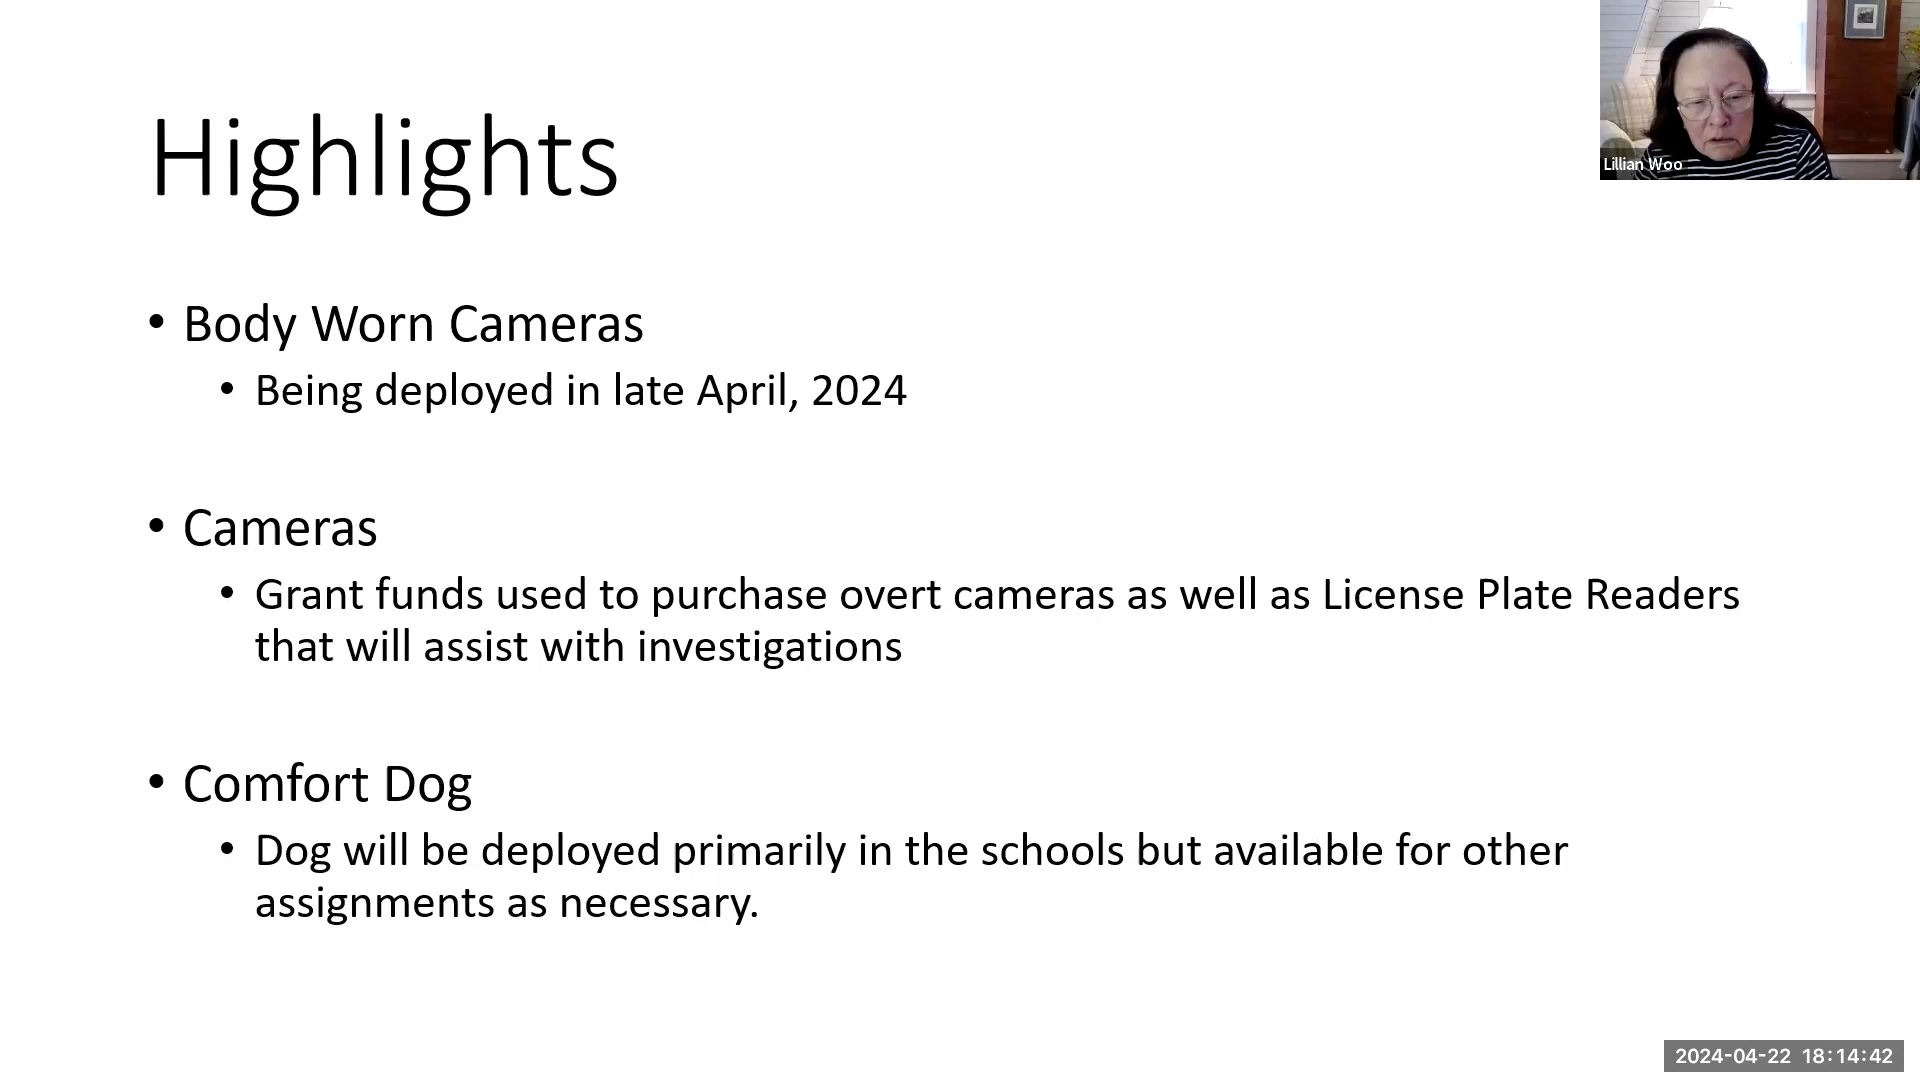 Highlights
Lillian Woo
• Body Worn Cameras
• Being deployed in late April, 2024
• Cameras
• Grant funds used to purchase overt cameras as well as License Plate Readers
that will assist with investigations
• Comfort Dog
• Dog will be deployed primarily in the schools but available for other
assignments as necessary.
2024-04-22 18:14:42